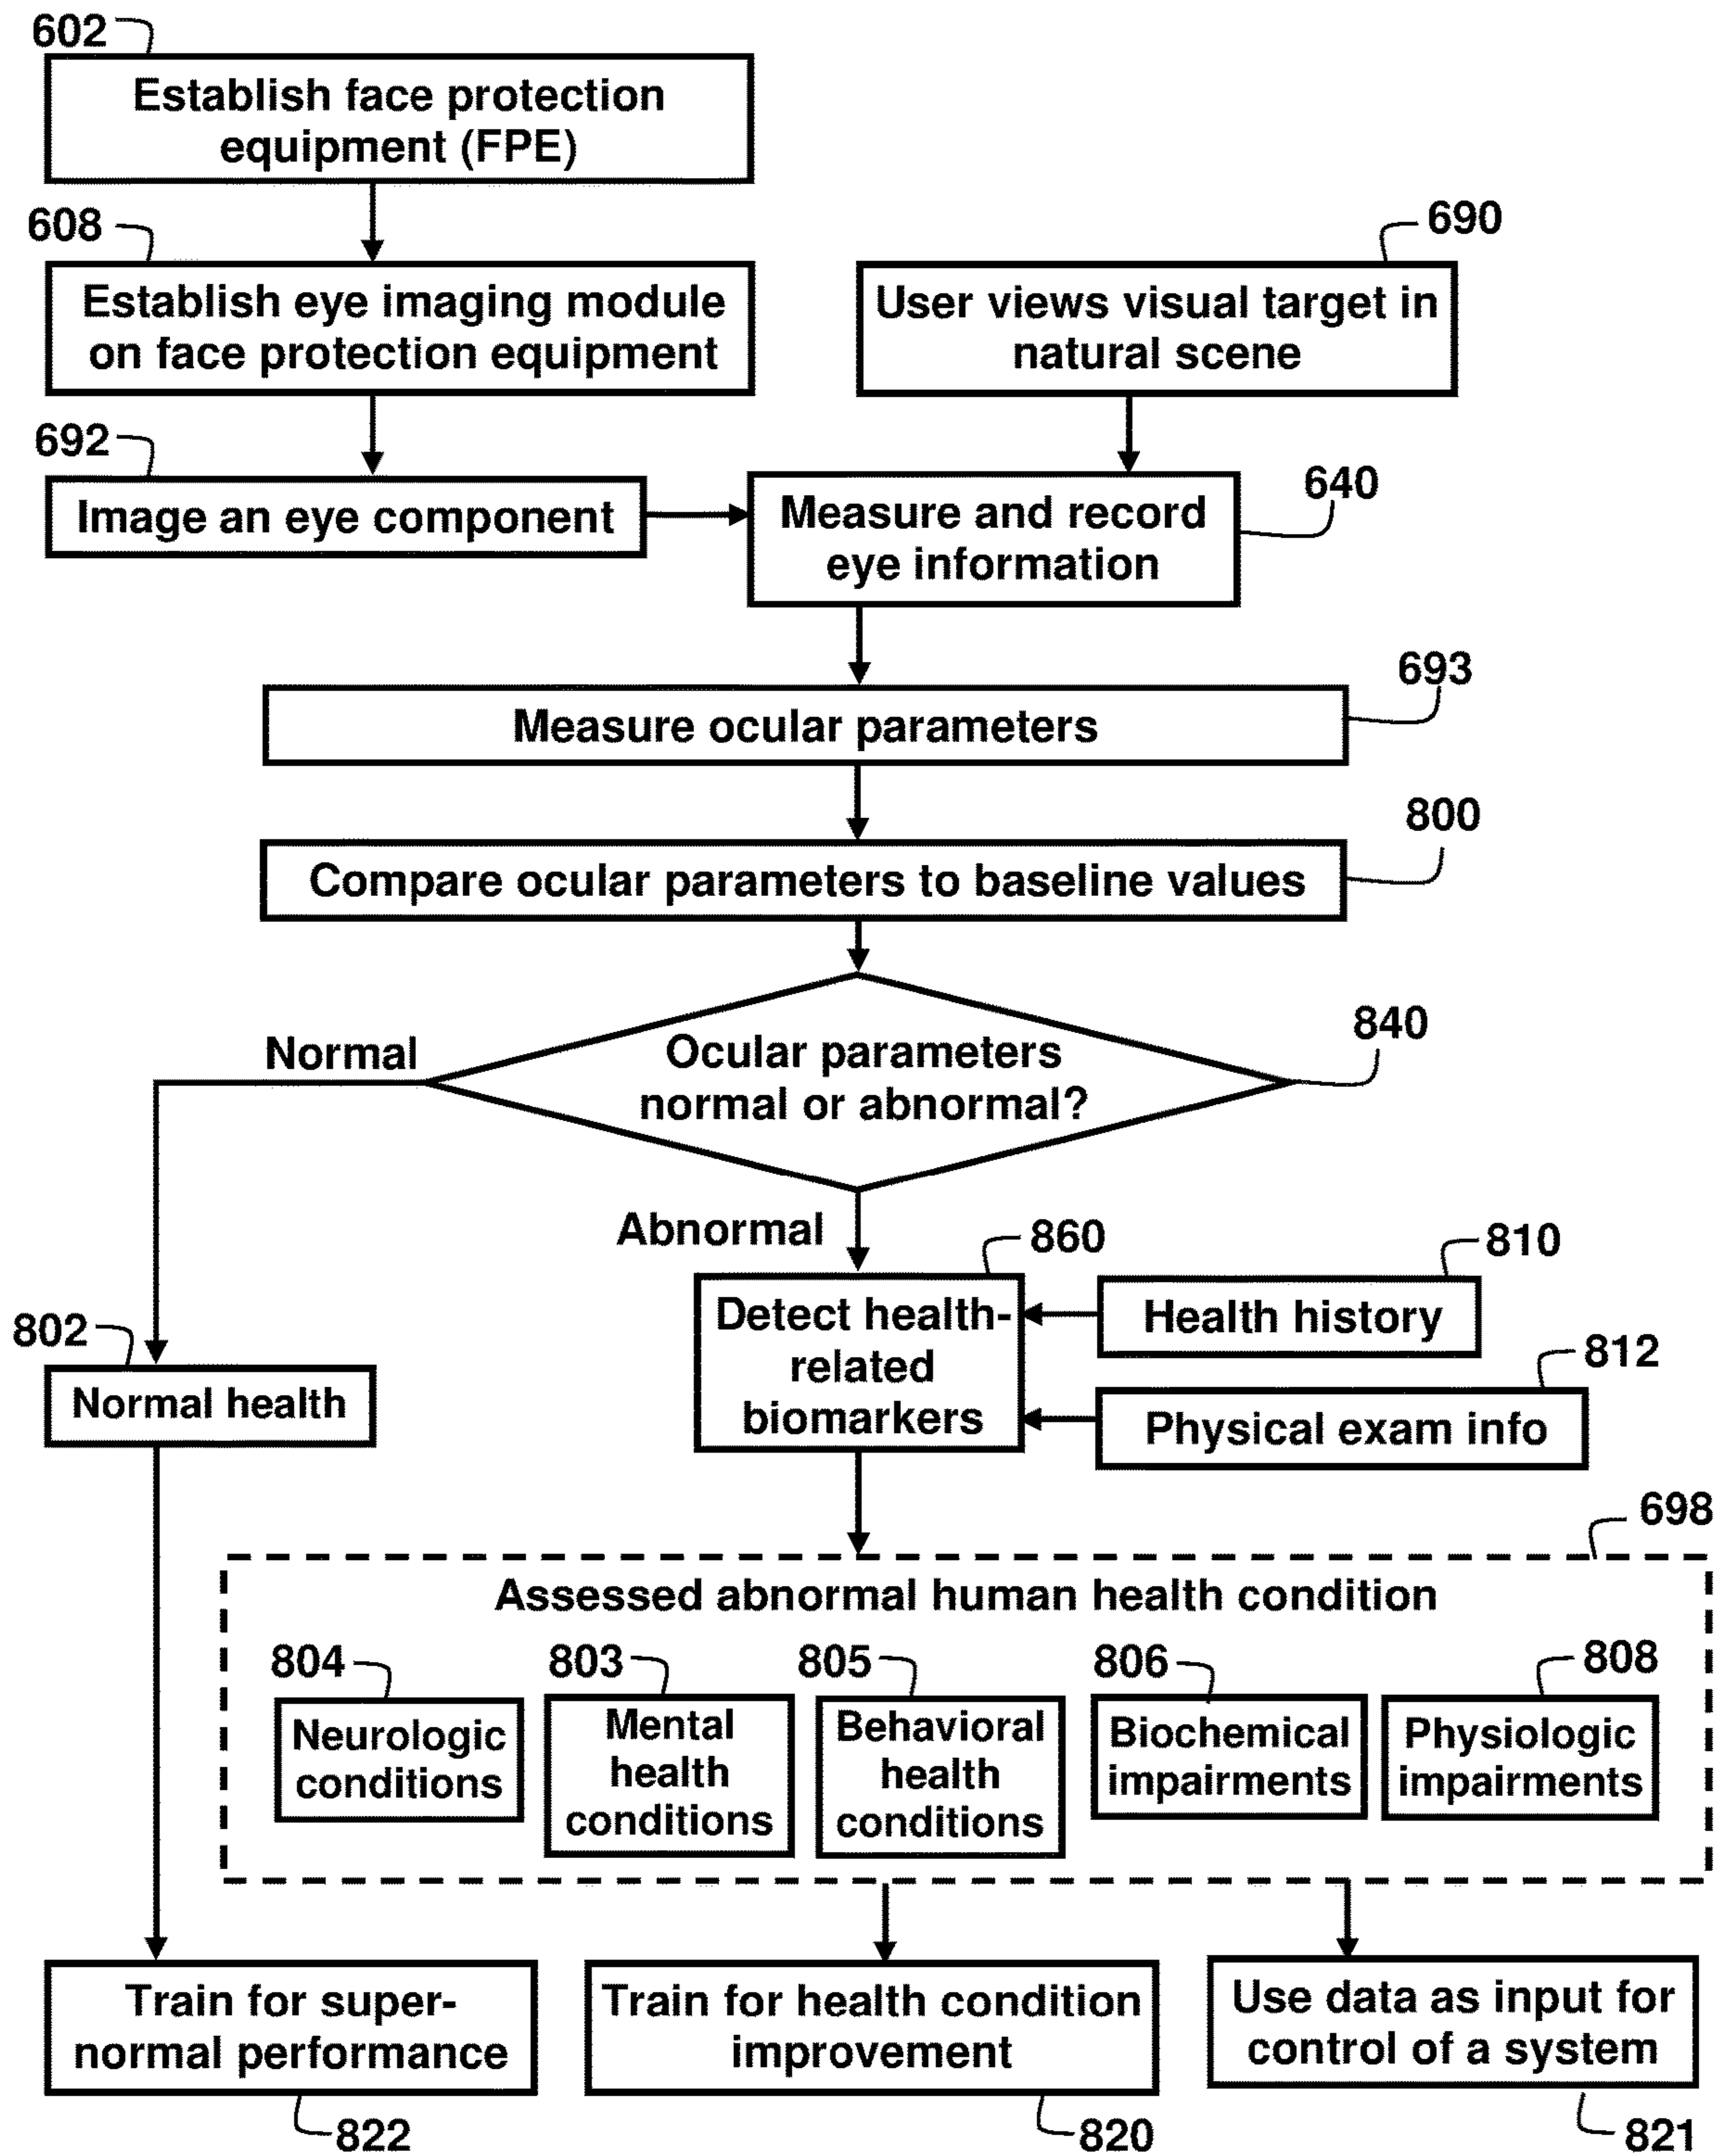 602
Establish face protection
equipment (FPE)
608
Establish eye imaging module
on face protection equipment
690
User views visual target in
natural scene
692
Image an eye component
640
Measure and record
eye information
693
Measure ocular parameters
800
Compare ocular parameters to baseline values
840
Ocular parameters
normal or abnormal?
Normal
Abnormal
860
Detect health-
related
biomarkers
810
Health history
812
Physical exam info
802
Normal health
698
Assessed abnormal human health condition
804
Neurologic
conditions
803
Mental
health
conditions
805
Behavioral
health
conditions
806
Biochemical
impairments
808
Physiologic
impairments
Train for super-
normal performance
822
Train for health condition
improvement
820
Use data as input for
control of a system
821